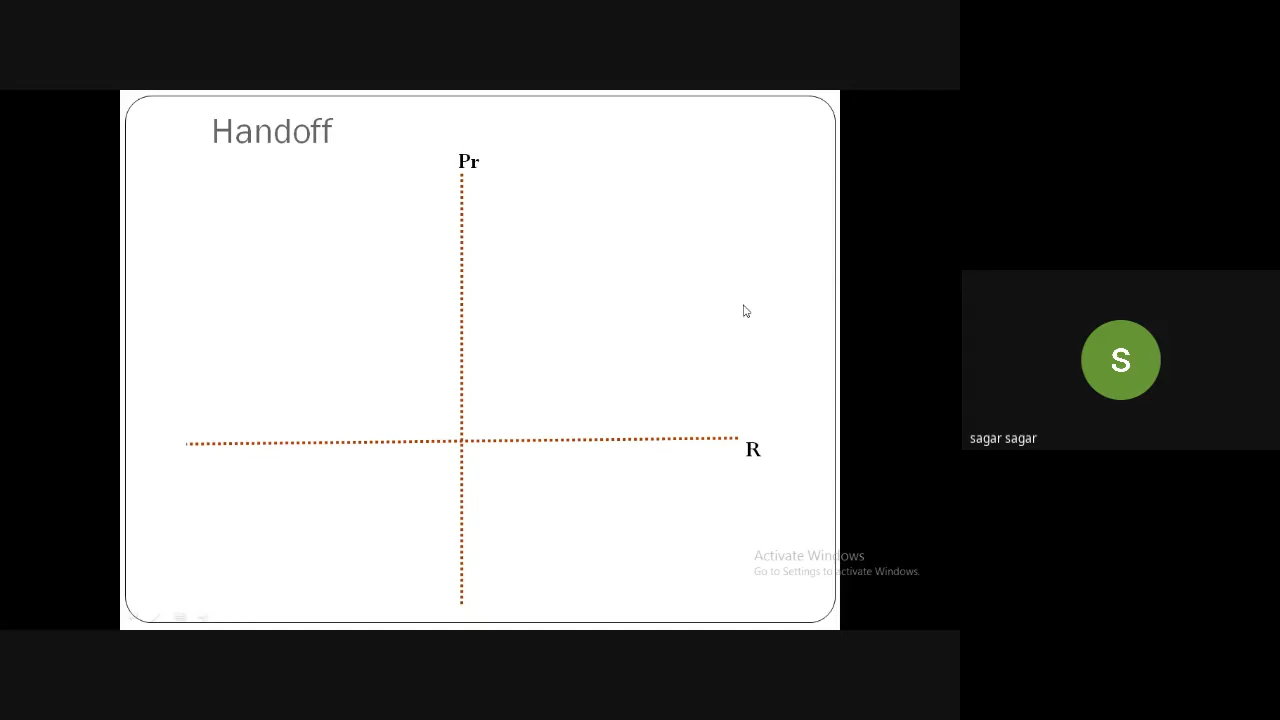 Handoff
Pr
R
S
sagar sagar
Activate Windows
Go to Settings to activate Windows.